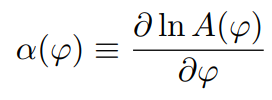 α(φ) ≡ ∂ ln A(φ) / ∂φ